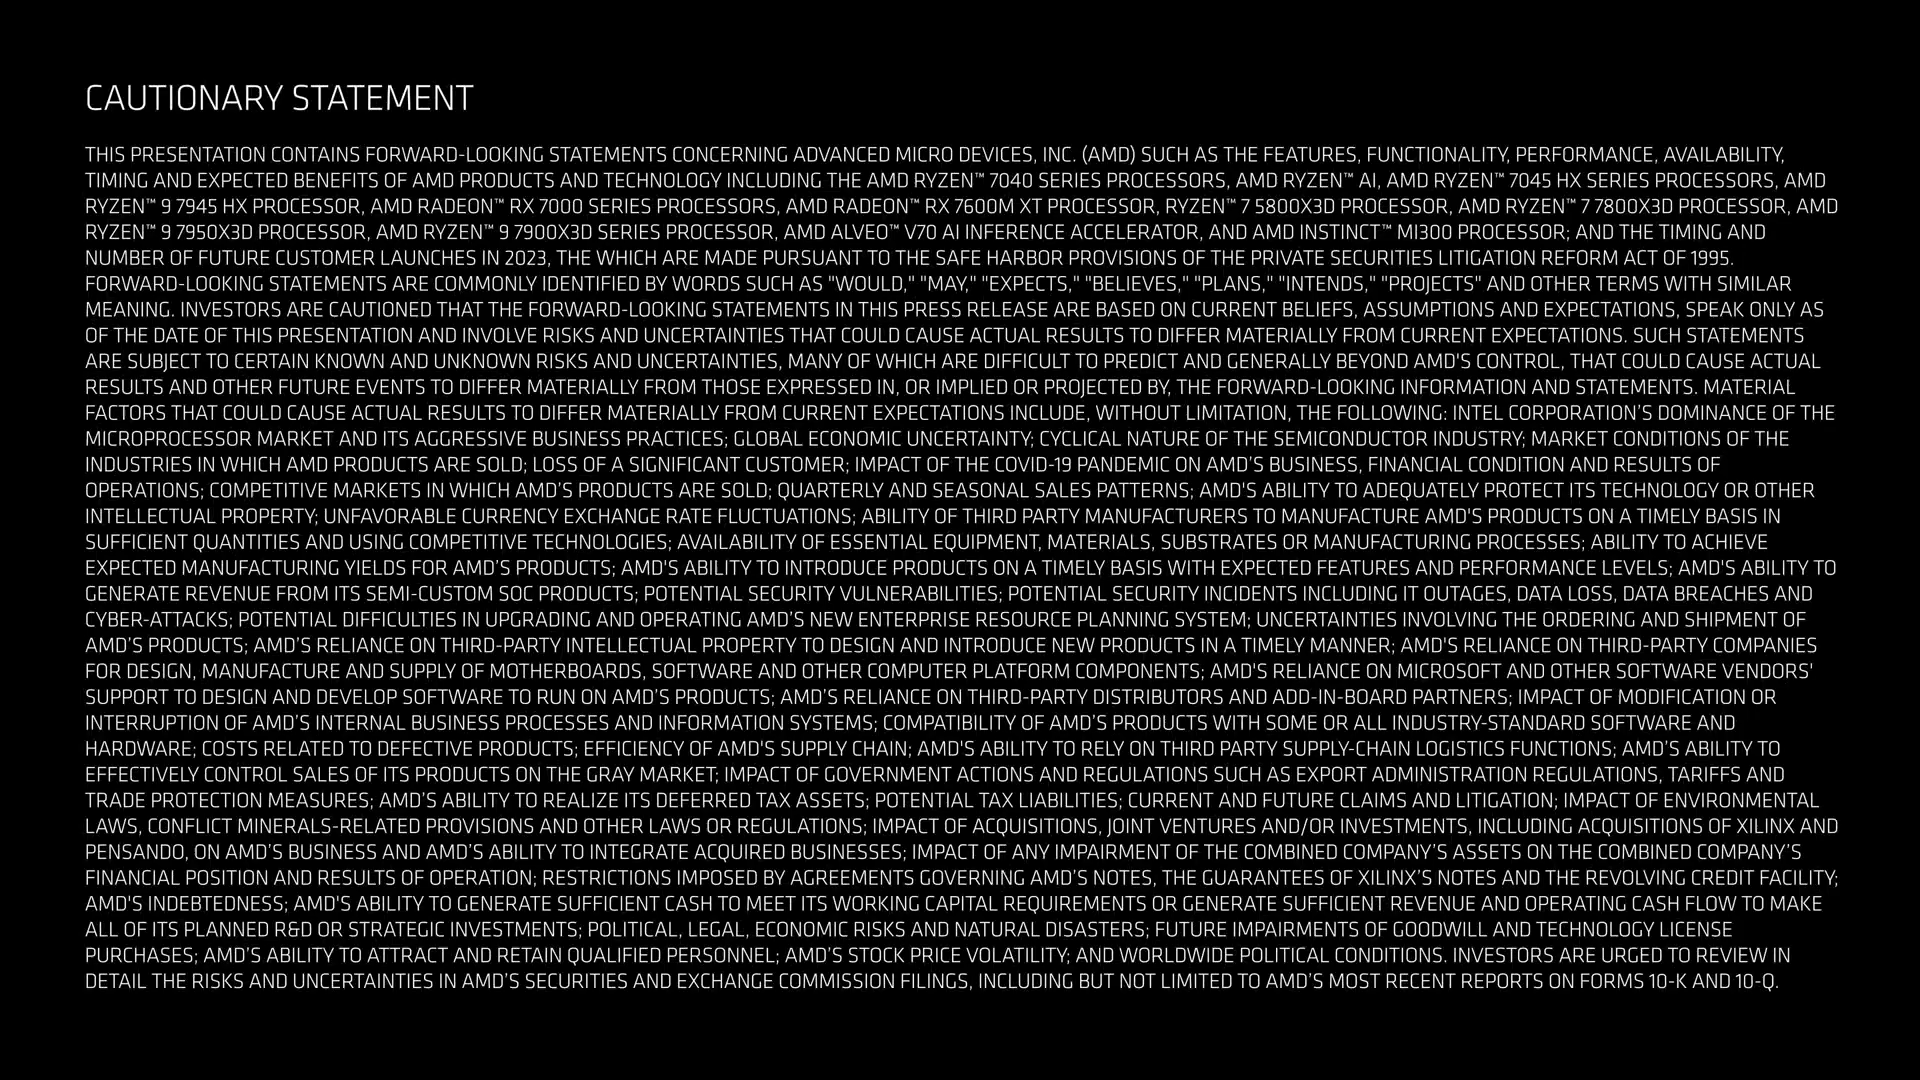 CAUTIONARY STATEMENT
THIS PRESENTATION CONTAINS FORWARD-LOOKING STATEMENTS CONCERNING ADVANCED MICRO DEVICES, INC. (AMD) SUCH AS THE FEATURES, FUNCTIONALITY, PERFORMANCE, AVAILABILITY,
TIMING AND EXPECTED BENEFITS OF AMD PRODUCTS AND TECHNOLOGY INCLUDING THE AMD RYZEN™ 7040 SERIES PROCESSORS, AMD RYZEN™ AI, AMD RYZEN™ 7045 HX SERIES PROCESSORS, AMD
RYZEN™ 9 7945 HX PROCESSOR, AMD RADEON™ RX 7000 SERIES PROCESSORS, AMD RADEON™ RX 7600M XT PROCESSOR, RYZEN™ 7 5800X3D PROCESSOR, AMD RYZEN™ 7 7800X3D PROCESSOR, AMD
RYZEN™ 9 7950X3D PROCESSOR, AMD RYZEN™ 9 7900X3D SERIES PROCESSOR, AMD ALVEO™ V70 AI INFERENCE ACCELERATOR, AND AMD INSTINCT™ MI300 PROCESSOR; AND THE TIMING AND
NUMBER OF FUTURE CUSTOMER LAUNCHES IN 2023, THE WHICH ARE MADE PURSUANT TO THE SAFE HARBOR PROVISIONS OF THE PRIVATE SECURITIES LITIGATION REFORM ACT OF 1995.
FORWARD-LOOKING STATEMENTS ARE COMMONLY IDENTIFIED BY WORDS SUCH AS "WOULD," "MAY," "EXPECTS," "BELIEVES," "PLANS," "INTENDS," "PROJECTS" AND OTHER TERMS WITH SIMILAR
MEANING. INVESTORS ARE CAUTIONED THAT THE FORWARD-LOOKING STATEMENTS IN THIS PRESS RELEASE ARE BASED ON CURRENT BELIEFS, ASSUMPTIONS AND EXPECTATIONS, SPEAK ONLY AS
OF THE DATE OF THIS PRESENTATION AND INVOLVE RISKS AND UNCERTAINTIES THAT COULD CAUSE ACTUAL RESULTS TO DIFFER MATERIALLY FROM CURRENT EXPECTATIONS. SUCH STATEMENTS
ARE SUBJECT TO CERTAIN KNOWN AND UNKNOWN RISKS AND UNCERTAINTIES, MANY OF WHICH ARE DIFFICULT TO PREDICT AND GENERALLY BEYOND AMD'S CONTROL, THAT COULD CAUSE ACTUAL
RESULTS AND OTHER FUTURE EVENTS TO DIFFER MATERIALLY FROM THOSE EXPRESSED IN, OR IMPLIED OR PROJECTED BY, THE FORWARD-LOOKING INFORMATION AND STATEMENTS. MATERIAL
FACTORS THAT COULD CAUSE ACTUAL RESULTS TO DIFFER MATERIALLY FROM CURRENT EXPECTATIONS INCLUDE, WITHOUT LIMITATION, THE FOLLOWING: INTEL CORPORATION’S DOMINANCE OF THE
MICROPROCESSOR MARKET AND ITS AGGRESSIVE BUSINESS PRACTICES; GLOBAL ECONOMIC UNCERTAINTY; CYCLICAL NATURE OF THE SEMICONDUCTOR INDUSTRY; MARKET CONDITIONS OF THE
INDUSTRIES IN WHICH AMD PRODUCTS ARE SOLD; LOSS OF A SIGNIFICANT CUSTOMER; IMPACT OF THE COVID-19 PANDEMIC ON AMD’S BUSINESS, FINANCIAL CONDITION AND RESULTS OF
OPERATIONS; COMPETITIVE MARKETS IN WHICH AMD’S PRODUCTS ARE SOLD; QUARTERLY AND SEASONAL SALES PATTERNS; AMD'S ABILITY TO ADEQUATELY PROTECT ITS TECHNOLOGY OR OTHER
INTELLECTUAL PROPERTY; UNFAVORABLE CURRENCY EXCHANGE RATE FLUCTUATIONS; ABILITY OF THIRD PARTY MANUFACTURERS TO MANUFACTURE AMD'S PRODUCTS ON A TIMELY BASIS IN
SUFFICIENT QUANTITIES AND USING COMPETITIVE TECHNOLOGIES; AVAILABILITY OF ESSENTIAL EQUIPMENT, MATERIALS, SUBSTRATES OR MANUFACTURING PROCESSES; ABILITY TO ACHIEVE
EXPECTED MANUFACTURING YIELDS FOR AMD’S PRODUCTS; AMD'S ABILITY TO INTRODUCE PRODUCTS ON A TIMELY BASIS WITH EXPECTED FEATURES AND PERFORMANCE LEVELS; AMD'S ABILITY TO
GENERATE REVENUE FROM ITS SEMI-CUSTOM SOC PRODUCTS; POTENTIAL SECURITY VULNERABILITIES; POTENTIAL SECURITY INCIDENTS INCLUDING IT OUTAGES, DATA LOSS, DATA BREACHES AND
CYBER-ATTACKS; POTENTIAL DIFFICULTIES IN UPGRADING AND OPERATING AMD’S NEW ENTERPRISE RESOURCE PLANNING SYSTEM; UNCERTAINTIES INVOLVING THE ORDERING AND SHIPMENT OF
AMD’S PRODUCTS; AMD’S RELIANCE ON THIRD-PARTY INTELLECTUAL PROPERTY TO DESIGN AND INTRODUCE NEW PRODUCTS IN A TIMELY MANNER; AMD'S RELIANCE ON THIRD-PARTY COMPANIES
FOR DESIGN, MANUFACTURE AND SUPPLY OF MOTHERBOARDS, SOFTWARE AND OTHER COMPUTER PLATFORM COMPONENTS; AMD'S RELIANCE ON MICROSOFT AND OTHER SOFTWARE VENDORS'
SUPPORT TO DESIGN AND DEVELOP SOFTWARE TO RUN ON AMD’S PRODUCTS; AMD’S RELIANCE ON THIRD-PARTY DISTRIBUTORS AND ADD-IN-BOARD PARTNERS; IMPACT OF MODIFICATION OR
INTERRUPTION OF AMD’S INTERNAL BUSINESS PROCESSES AND INFORMATION SYSTEMS; COMPATIBILITY OF AMD’S PRODUCTS WITH SOME OR ALL INDUSTRY-STANDARD SOFTWARE AND
HARDWARE; COSTS RELATED TO DEFECTIVE PRODUCTS; EFFICIENCY OF AMD'S SUPPLY CHAIN; AMD'S ABILITY TO RELY ON THIRD PARTY SUPPLY-CHAIN LOGISTICS FUNCTIONS; AMD’S ABILITY TO
EFFECTIVELY CONTROL SALES OF ITS PRODUCTS ON THE GRAY MARKET; IMPACT OF GOVERNMENT ACTIONS AND REGULATIONS SUCH AS EXPORT ADMINISTRATION REGULATIONS, TARIFFS AND
TRADE PROTECTION MEASURES; AMD’S ABILITY TO REALIZE ITS DEFERRED TAX ASSETS; POTENTIAL TAX LIABILITIES; CURRENT AND FUTURE CLAIMS AND LITIGATION; IMPACT OF ENVIRONMENTAL
LAWS, CONFLICT MINERALS-RELATED PROVISIONS AND OTHER LAWS OR REGULATIONS; IMPACT OF ACQUISITIONS, JOINT VENTURES AND/OR INVESTMENTS, INCLUDING ACQUISITIONS OF XILINX AND
PENSANDO, ON AMD’S BUSINESS AND AMD’S ABILITY TO INTEGRATE ACQUIRED BUSINESSES; IMPACT OF ANY IMPAIRMENT OF THE COMBINED COMPANY’S ASSETS ON THE COMBINED COMPANY’S
FINANCIAL POSITION AND RESULTS OF OPERATION; RESTRICTIONS IMPOSED BY AGREEMENTS GOVERNING AMD’S NOTES, THE GUARANTEES OF XILINX’S NOTES AND THE REVOLVING CREDIT FACILITY;
AMD'S INDEBTEDNESS; AMD'S ABILITY TO GENERATE SUFFICIENT CASH TO MEET ITS WORKING CAPITAL REQUIREMENTS OR GENERATE SUFFICIENT REVENUE AND OPERATING CASH FLOW TO MAKE
ALL OF ITS PLANNED R&D OR STRATEGIC INVESTMENTS; POLITICAL, LEGAL, ECONOMIC RISKS AND NATURAL DISASTERS; FUTURE IMPAIRMENTS OF GOODWILL AND TECHNOLOGY LICENSE
PURCHASES; AMD’S ABILITY TO ATTRACT AND RETAIN QUALIFIED PERSONNEL; AMD’S STOCK PRICE VOLATILITY; AND WORLDWIDE POLITICAL CONDITIONS. INVESTORS ARE URGED TO REVIEW IN
DETAIL THE RISKS AND UNCERTAINTIES IN AMD’S SECURITIES AND EXCHANGE COMMISSION FILINGS, INCLUDING BUT NOT LIMITED TO AMD’S MOST RECENT REPORTS ON FORMS 10-K AND 10-Q.